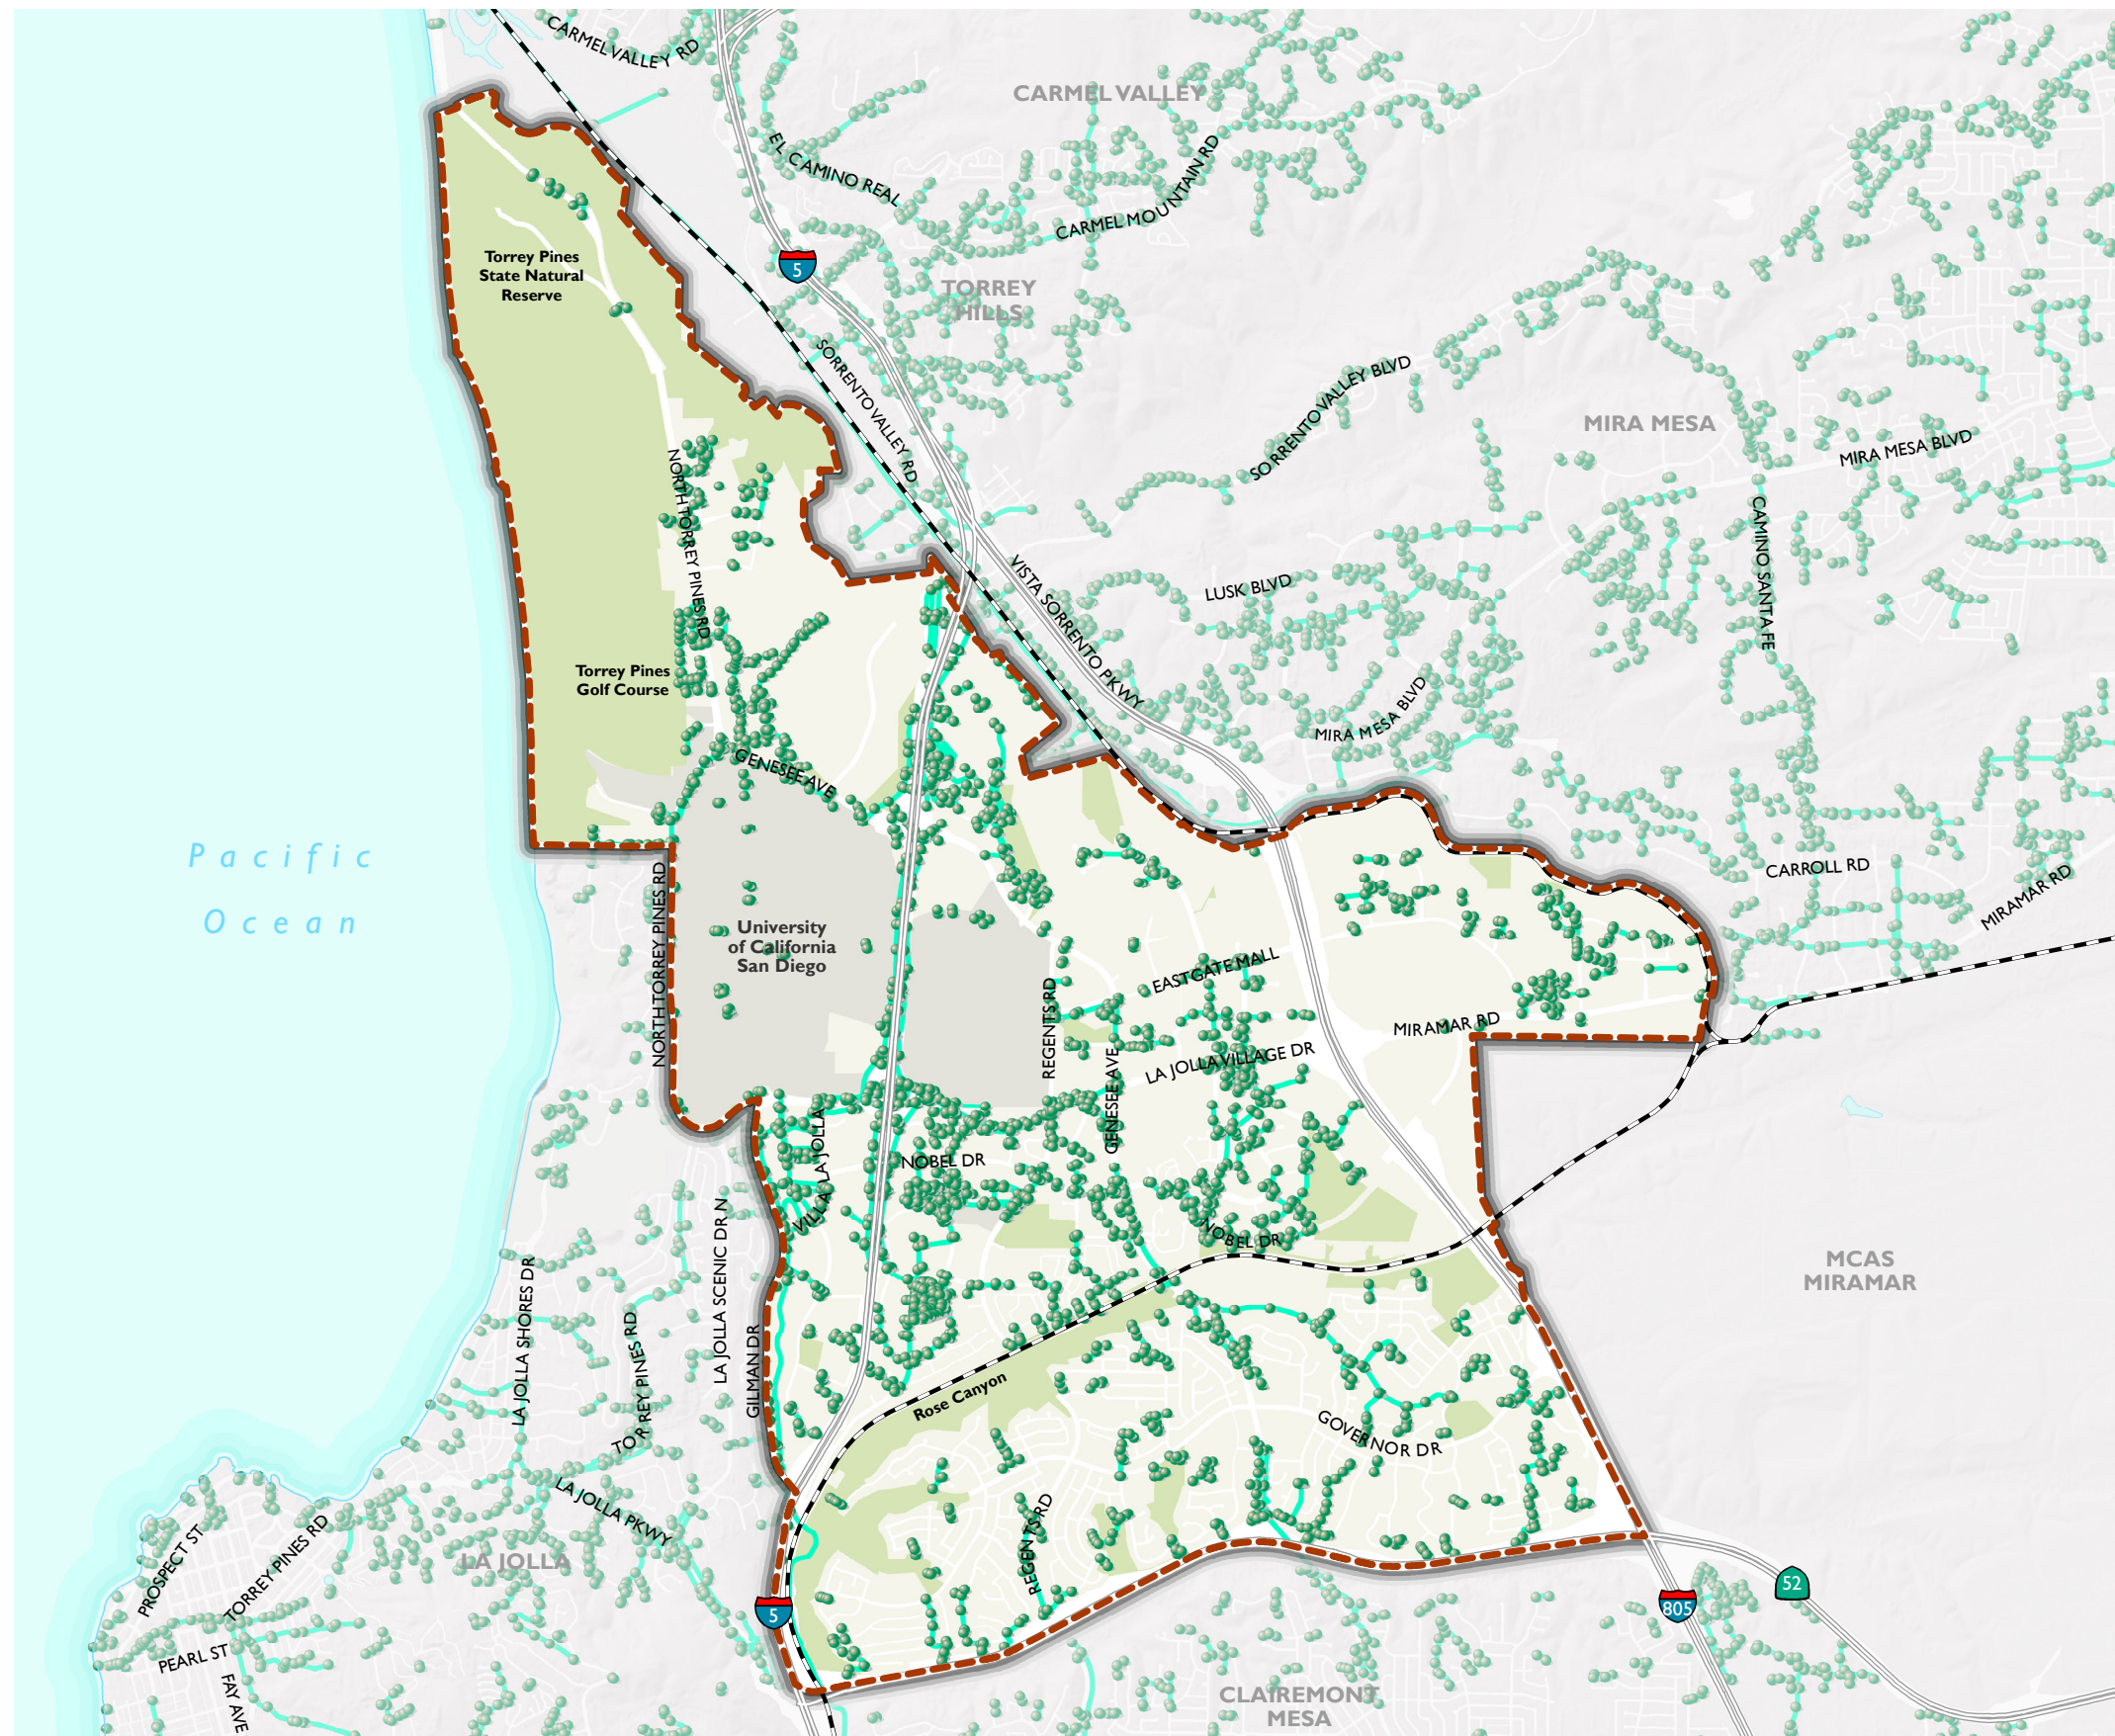 CARMEL VALLEY RD
CARMEL VALLEY
EL CAMINO REAL
CARMEL MOUNTAIN RD
5
Torrey Pines
State Natural
Reserve
TORREY
HILLS
SORRENTO VALLEY RD
SORRENTO VALLEY BLVD
MIRA MESA
MIRA MESA BLVD
NORTH TORREY PINES RD
CAMINO SANTA FE
VISTA SORRENTO PKWY
LUSK BLVD
Torrey Pines
Golf Course
MIRA MESA BLVD
GENESEE AVE
Pacific
Ocean
CARROLL RD
MIRAMAR RD
NORTH TORREY PINES RD
University
of California
San Diego
EASTGATE MALL
REGENTS RD
MIRAMAR RD
GENESEE AVE
LA JOLLA VILLAGE DR
VILLA LA JOLLA
NOBEL DR
NOBEL DR
LA JOLLA SCENIC DR N
MCAS
MIRAMAR
LA JOLLA SHORES DR
TORREY PINES RD
GILMAN DR
Rose Canyon
GOVERNOR DR
LA JOLLA PKWY
REGENTS RD
PROSPECT ST
TORREY PINES RD
LA JOLLA
5
52
805
PEARL ST
FAY AVE
CLAIREMONT
MESA